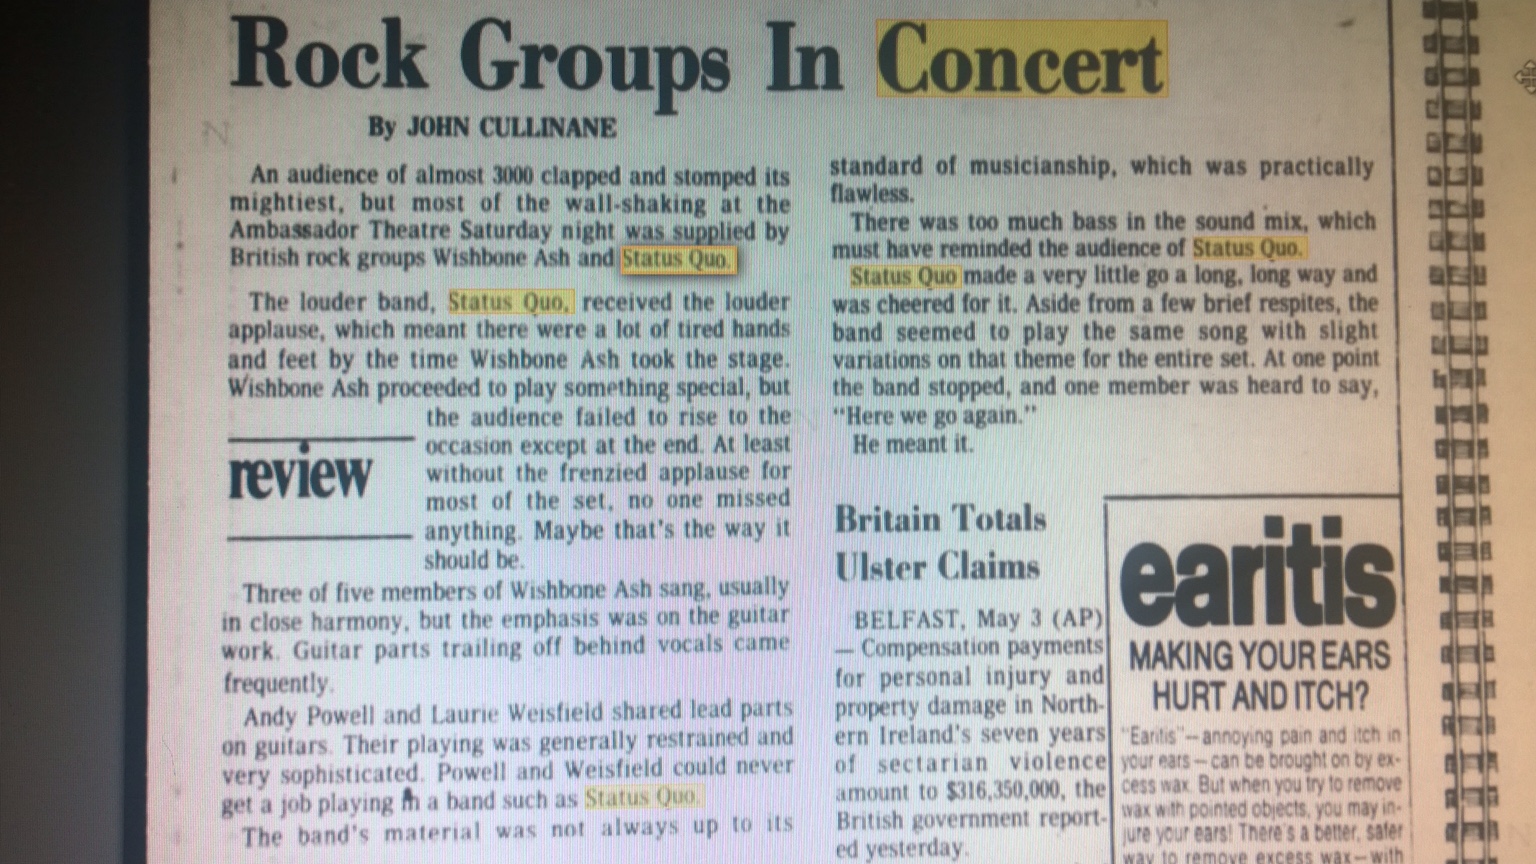 Rock Groups In Concert
By JOHN CULLINANE
An audience of almost 3000 clapped and stomped its
mightiest, but most of the wall-shaking at the
Ambassador Theatre Saturday night was supplied by
British rock groups Wishbone Ash and Status Quo.
The louder band, Status Quo, received the louder
applause, which meant there were a lot of tired hands
and feet by the time Wishbone Ash took the stage.
Wishbone Ash proceeded to play something special, but
the audience failed to rise to the
occasion except at the end. At least
without the frenzied applause for
most of the set, no one missed
anything. Maybe that's the way it
should be.
review
Three of five members of Wishbone Ash sang, usually
in close harmony, but the emphasis was on the guitar
work. Guitar parts trailing off behind vocals came
frequently.
Andy Powell and Laurie Weisfield shared lead parts
on guitars. Their playing was generally restrained and
very sophisticated. Powell and Weisfield could never
get a job playing in a band such as Status Quo.
The band's material was not always up to its
standard of musicianship, which was practically
flawless.
There was too much bass in the sound mix, which
must have reminded the audience of Status Quo.
Status Quo made a very little go a long, long way and
was cheered for it. Aside from a few brief respites, the
band seemed to play the same song with slight
variations on that theme for the entire set. At one point
the band stopped, and one member was heard to say,
"Here we go again."
He meant it.
Britain Totals
Ulster Claims
BELFAST, May 3 (AP)
— Compensation payments
for personal injury and
property damage in North-
ern Ireland's seven years
of sectarian violence
amount to $316,350,000, the
British government report-
ed yesterday.
earitis
MAKING YOUR EARS
HURT AND ITCH?
"Earitis"—annoying pain and itch in
your ears—can be brought on by ex-
cess wax. But when you try to remove
wax with pointed objects, you may in-
jure your ears! There's a better, safer
way to remove excess wax—with